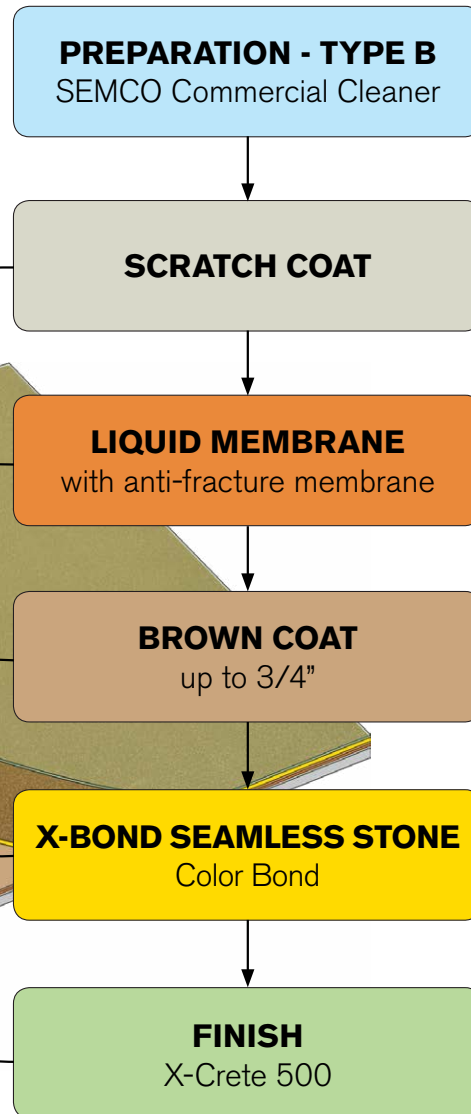 PREPARATION - TYPE B
SEMCO Commercial Cleaner
SCRATCH COAT
LIQUID MEMBRANE
with anti-fracture membrane
BROWN COAT
up to 3/4”
X-BOND SEAMLESS STONE
Color Bond
FINISH
X-Crete 500